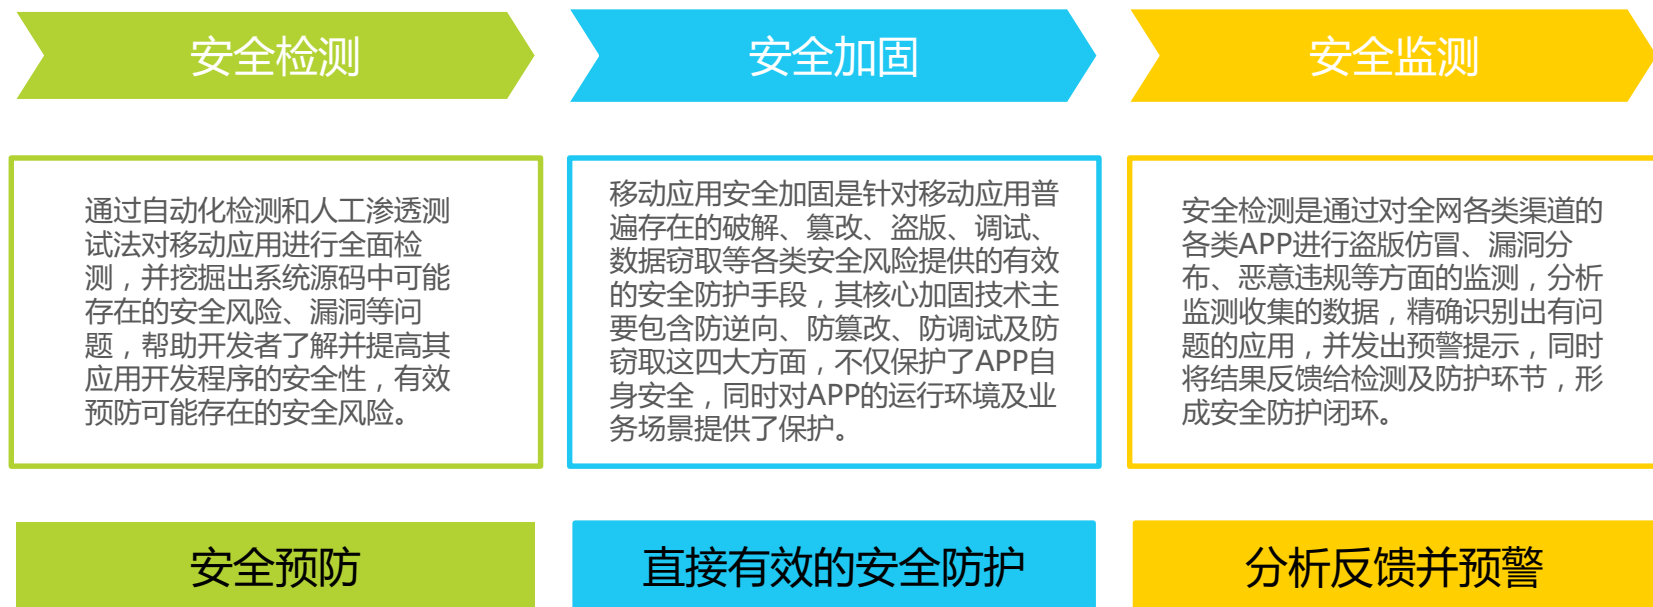 安全检测
安全加固
安全监测
通过自动化检测和人工渗透测
试法对移动应用进行全面检
测，并挖掘出系统源码中可能
存在的安全风险、漏洞等问
题，帮助开发者了解并提高其
应用开发程序的安全性，有效
预防可能存在的安全风险。
移动应用安全加固是针对移动应用普
遍存在的破解、篡改、盗版、调试、
数据窃取等各类安全风险提供的有效
的安全防护手段，其核心加固技术主
要包含防逆向、防篡改、防调试及防
窃取这四大方面，不仅保护了APP自
身安全，同时对APP的运行环境及业
务场景提供了保护。
安全检测是通过对全网各类渠道的
各类APP进行盗版仿冒、漏洞分
布、恶意违规等方面的监测，分析
监测收集的数据，精确识别出有问
题的应用，并发出预警提示，同时
将结果反馈给检测及防护环节，形
成安全防护闭环。
安全预防
直接有效的安全防护
分析反馈并预警